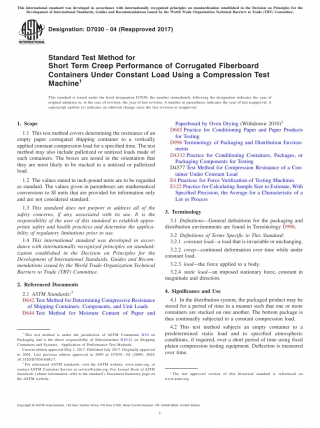 This international standard was developed in accordance with internationally recognized principles on standardization established in the Decision on Principles for the
Development of International Standards, Guides and Recommendations issued by the World Trade Organization Technical Barriers to Trade (TBT) Committee.
Designation: D7030 − 04 (Reapproved 2017)
Standard Test Method for
Short Term Creep Performance of Corrugated Fiberboard
Containers Under Constant Load Using a Compression Test
Machine1
This standard is issued under the fixed designation D7030; the number immediately following the designation indicates the year of
original adoption or, in the case of revision, the year of last revision. A number in parentheses indicates the year of last reapproval. A
superscript epsilon (ε) indicates an editorial change since the last revision or reapproval.
1. Scope
1.1 This test method covers determining the resistance of an
empty paper corrugated shipping container to a vertically
applied constant compression load for a specified time. The test
method may also include palletized or unitized loads made of
such containers. The boxes are tested in the orientation that
they are most likely to be stacked in a unitized or palletized
load.
1.2 The values stated in inch-pound units are to be regarded
as standard. The values given in parentheses are mathematical
conversions to SI units that are provided for information only
and are not considered standard.
1.3 This standard does not purport to address all of the
safety concerns, if any, associated with its use. It is the
responsibility of the user of this standard to establish appro-
priate safety and health practices and determine the applica-
bility of regulatory limitations prior to use.
1.4 This international standard was developed in accor-
dance with internationally recognized principles on standard-
ization established in the Decision on Principles for the
Development of International Standards, Guides and Recom-
mendations issued by the World Trade Organization Technical
Barriers to Trade (TBT) Committee.
2. Referenced Documents
2.1 ASTM Standards:2
D642 Test Method for Determining Compressive Resistance
of Shipping Containers, Components, and Unit Loads
D644 Test Method for Moisture Content of Paper and
Paperboard by Oven Drying (Withdrawn 2010)3
D685 Practice for Conditioning Paper and Paper Products
for Testing
D996 Terminology of Packaging and Distribution Environ-
ments
D4332 Practice for Conditioning Containers, Packages, or
Packaging Components for Testing
D4577 Test Method for Compression Resistance of a Con-
tainer Under Constant Load
E4 Practices for Force Verification of Testing Machines
E122 Practice for Calculating Sample Size to Estimate, With
Specified Precision, the Average for a Characteristic of a
Lot or Process
3. Terminology
3.1 Definitions—General definitions for the packaging and
distribution environments are found in Terminology D996.
3.2 Definitions of Terms Specific to This Standard:
3.2.1 constant load—a load that is invariable or unchanging.
3.2.2 creep—continued deformation over time while under
constant load.
3.2.3 load—the force applied to a body.
3.2.4 static load—an imposed stationary force, constant in
magnitude and direction.
4. Significance and Use
4.1 In the distribution system, the packaged product may be
stored for a period of time in a manner such that one or more
containers are stacked on one another. The bottom package is
thus continually subjected to a constant compression load.
4.2 This test method subjects an empty container to a
predetermined static load and to specified atmospheric
conditions, if required, over a short period of time using fixed
platen compression testing equipment. Deflection is measured
over time.
1 This test method is under the jurisdiction of ASTM Committee D10 on
Packaging and is the direct responsibility of Subcommittee
Current edition approved May 1, 2017. Published July 2017. Originally approved
in 2004. Last previous edition approved in 2009 as D7030 - 04 (2009). DOI:
2 For referenced ASTM standards, visit the ASTM website, www.astm.org, or
contact ASTM Customer Service at service@astm.org. For Annual Book of ASTM
Standards volume information, refer to the standard's Document Summary page on
the ASTM website.
3 The last approved version of this historical standard is referenced on
www.astm.org.
Copyright © ASTM International, 100 Barr Harbor Drive, PO Box C700, West Conshohocken, PA 19428-2959. United States
1